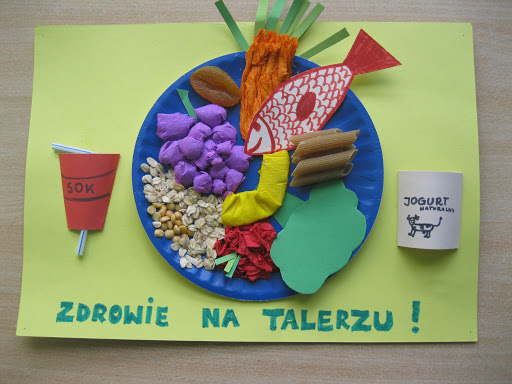 SOK
JOGURT
NATURALNY
ZDROWIE NA TALERZU!